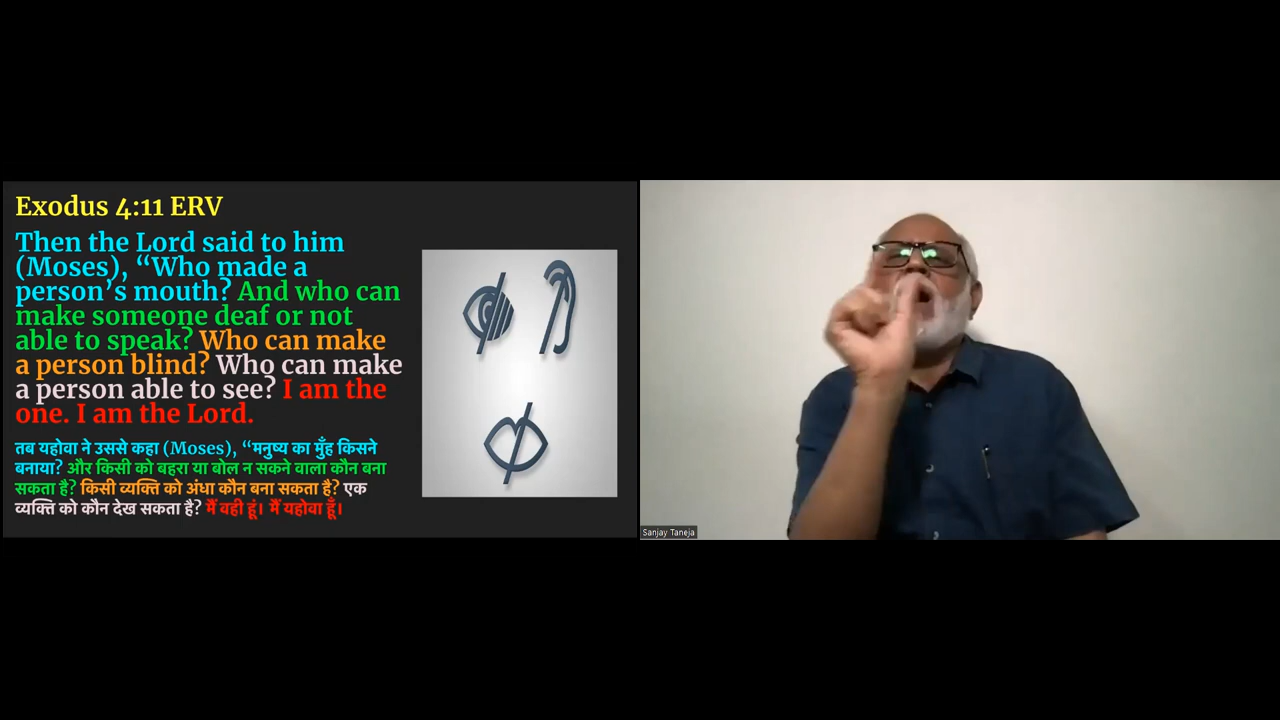 Exodus 4:11 ERV
Then the Lord said to him
(Moses), “Who made a
person’s mouth? And who can
make someone deaf or not
able to speak? Who can make
a person blind? Who can make
a person able to see? I am the
one. I am the Lord.
तब यहोवा ने उससे कहा (Moses), “मनुष्य का मुँह किसने
बनाया? और किसी को बहरा या बोल न सकने वाला कौन बना
सकता है? किसी व्यक्ति को अंधा कौन बना सकता है? एक
व्यक्ति को कौन देख सकता है? मैं वही हूं। मैं यहोवा हूँ।
Sanjay Taneja